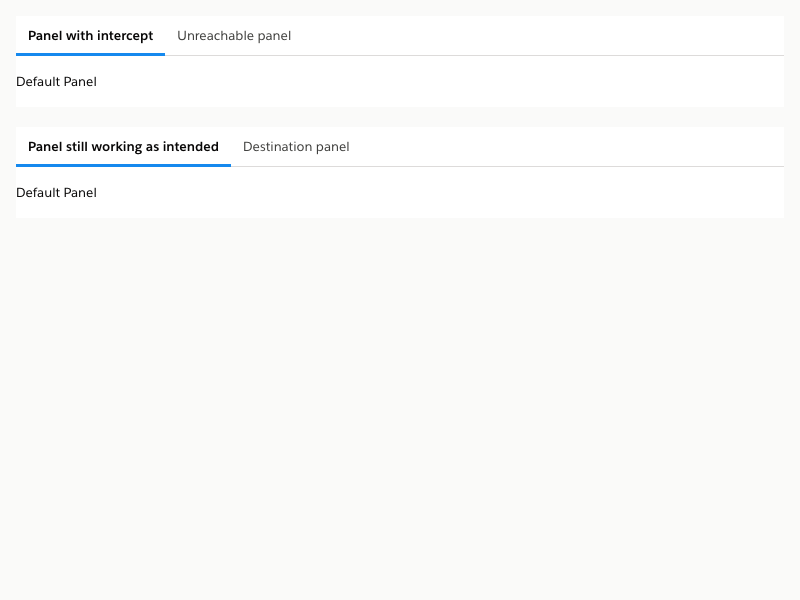 Panel with intercept Unreachable panel
Default Panel
Panel still working as intended Destination panel
Default Panel